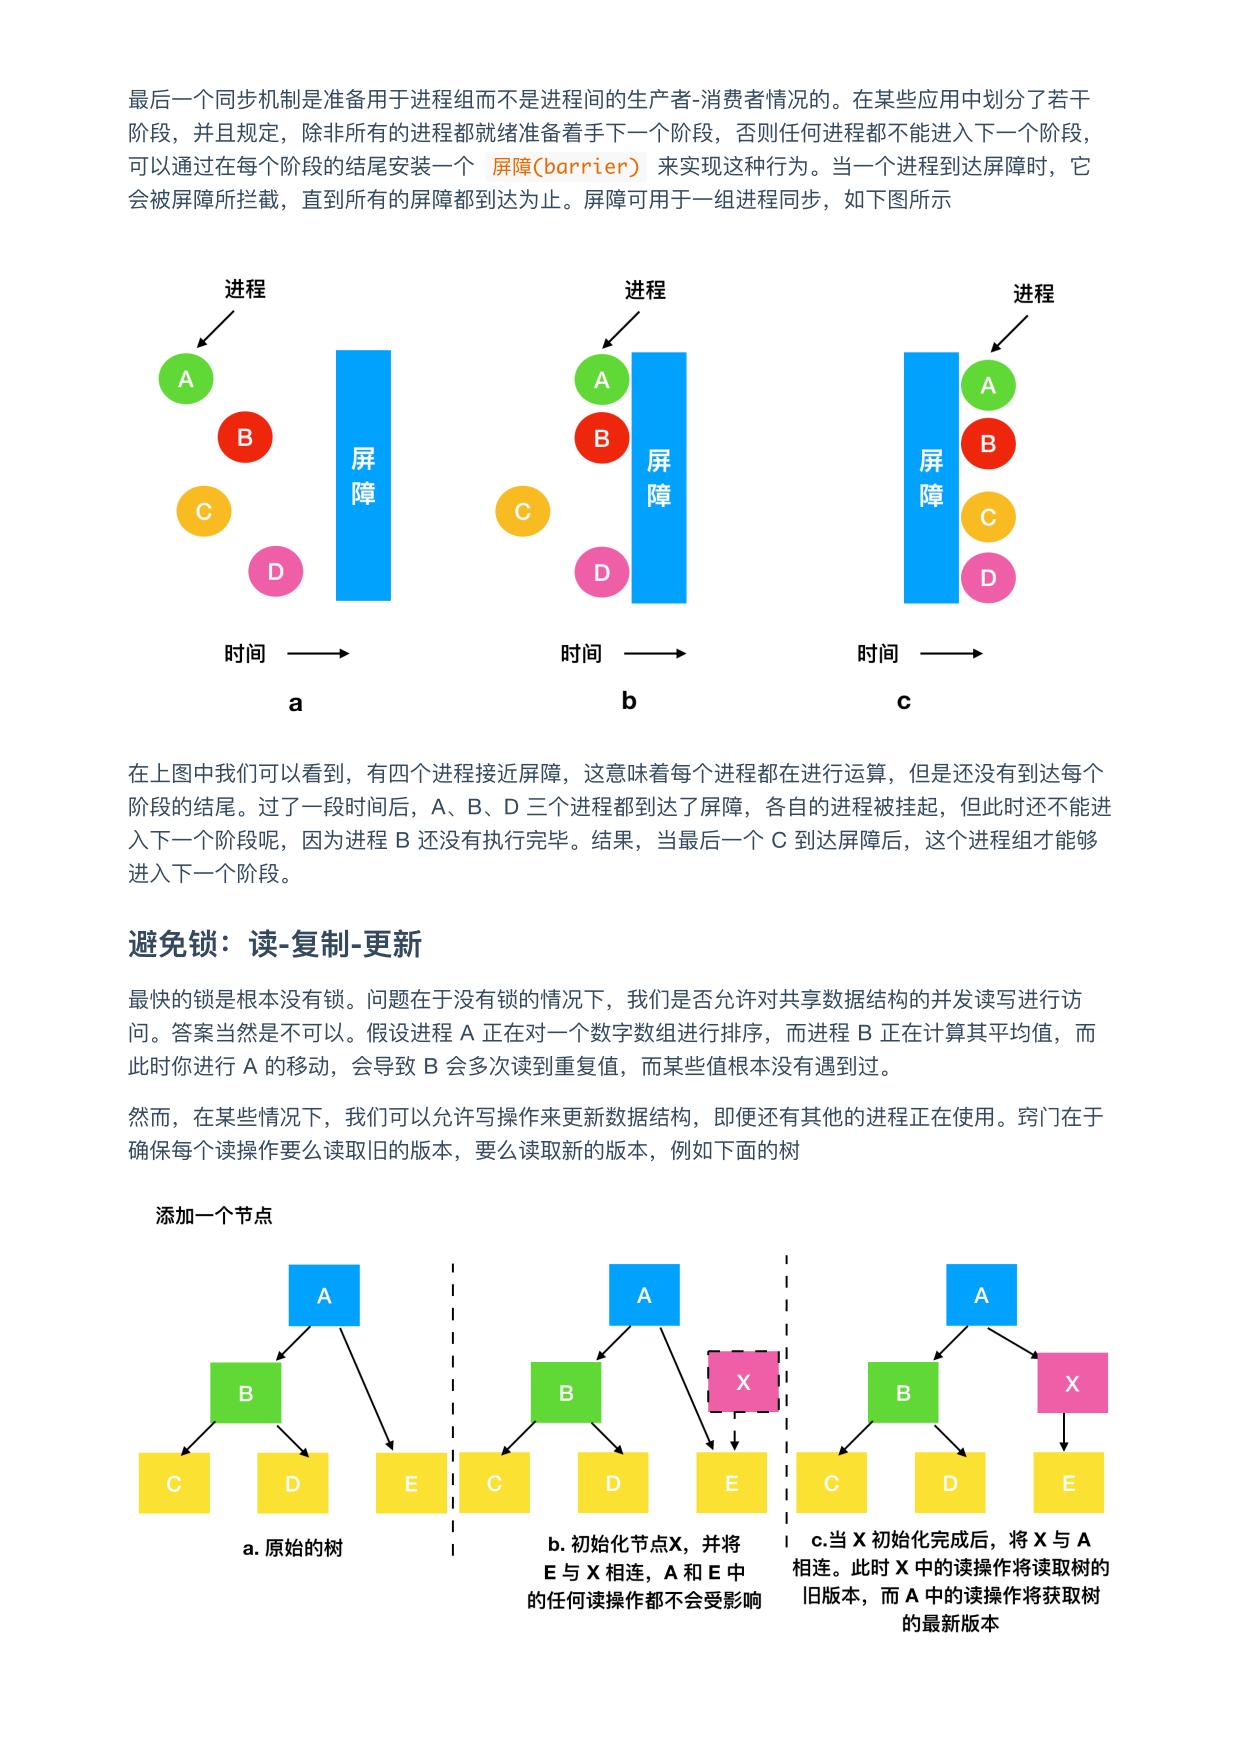 最后一个同步机制是准备用于进程组而不是进程间的生产者-消费者情况的。在某些应用中划分了若干
阶段，并且规定，除非所有的进程都就绪准备着手下一个阶段，否则任何进程都不能进入下一个阶段，
可以通过在每个阶段的结尾安装一个 屏障(barrier) 来实现这种行为。当一个进程到达屏障时，它
会被屏障所拦截，直到所有的屏障都到达为止。屏障可用于一组进程同步，如下图所示
进程
A
B
C
D
屏
障
时间
a
进程
A
B
C
D
屏
障
时间
b
进程
屏
障
A
B
C
D
时间
c
在上图中我们可以看到，有四个进程接近屏障，这意味着每个进程都在进行运算，但是还没有到达每个
阶段的结尾。过了一段时间后，A、B、D 三个进程都到达了屏障，各自的进程被挂起，但此时还不能进
入下一个阶段呢，因为进程 B 还没有执行完毕。结果，当最后一个 C 到达屏障后，这个进程组才能够
进入下一个阶段。
避免锁：读-复制-更新
最快的锁是根本没有锁。问题在于没有锁的情况下，我们是否允许对共享数据结构的并发读写进行访
问。答案当然是不可以。假设进程 A 正在对一个数字数组进行排序，而进程 B 正在计算其平均值，而
此时你进行 A 的移动，会导致 B 会多次读到重复值，而某些值根本没有遇到过。
然而，在某些情况下，我们可以允许写操作来更新数据结构，即便还有其他的进程正在使用。窍门在于
确保每个读操作要么读取旧的版本，要么读取新的版本，例如下面的树
添加一个节点
A
B
C
D
E
a. 原始的树
A
X
B
C
D
E
b. 初始化节点X，并将
E 与 X 相连，A 和 E 中
的任何读操作都不会受影响
A
X
B
C
D
E
c.当 X 初始化完成后，将 X 与 A
相连。此时 X 中的读操作将读取树的
旧版本，而 A 中的读操作将获取树
的最新版本